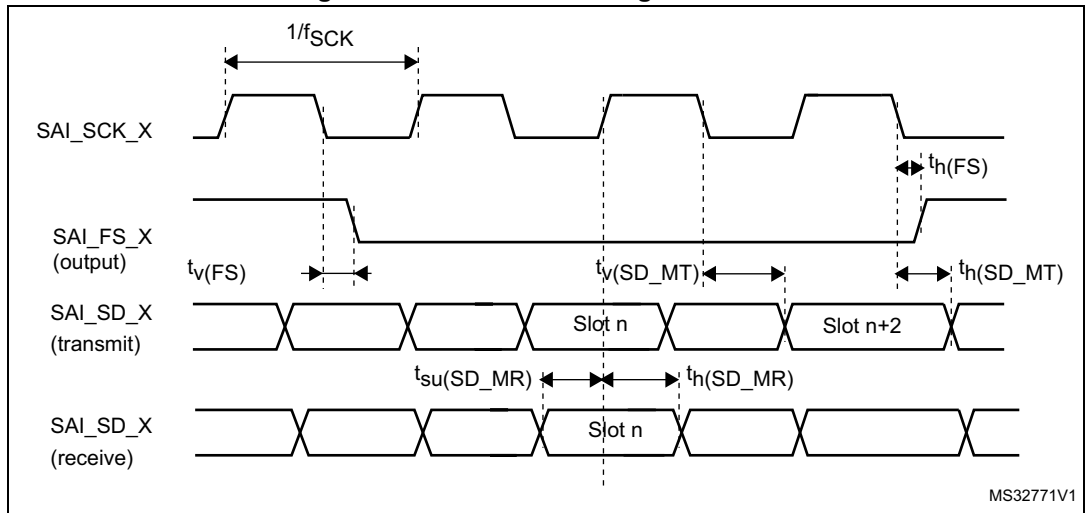 1/fSCK
SAI_SCK_X
th(FS)
SAI_FS_X
(output)
tv(FS)
tv(SD_MT)
th(SD_MT)
SAI_SD_X
(transmit)
Slot n
Slot n+2
tsu(SD_MR)
th(SD_MR)
SAI_SD_X
(receive)
Slot n
MS32771V1